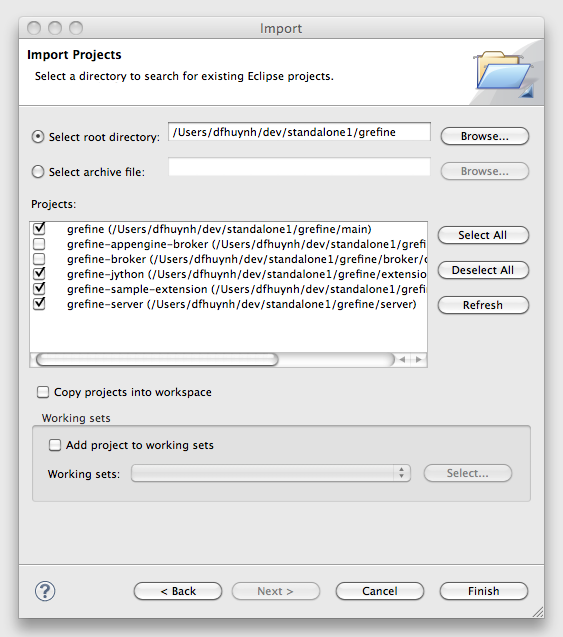 Import
Import Projects
Select a directory to search for existing Eclipse projects.
Select root directory: /Users/dfhuynh/dev/standalone1/grefine Browse...
Select archive file: Browse...
Projects:
grefine (/Users/dfhuynh/dev/standalone1/grefine/main)
grefine-appengine-broker (/Users/dfhuynh/dev/standalone1/grefi
grefine-broker (/Users/dfhuynh/dev/standalone1/grefine/broker/c
grefine-jython (/Users/dfhuynh/dev/standalone1/grefine/extensio
grefine-sample-extension (/Users/dfhuynh/dev/standalone1/grefi
grefine-server (/Users/dfhuynh/dev/standalone1/grefine/server)
Select All
Deselect All
Refresh
Copy projects into workspace
Working sets
Add project to working sets
Working sets: Select...
? < Back Next > Cancel Finish